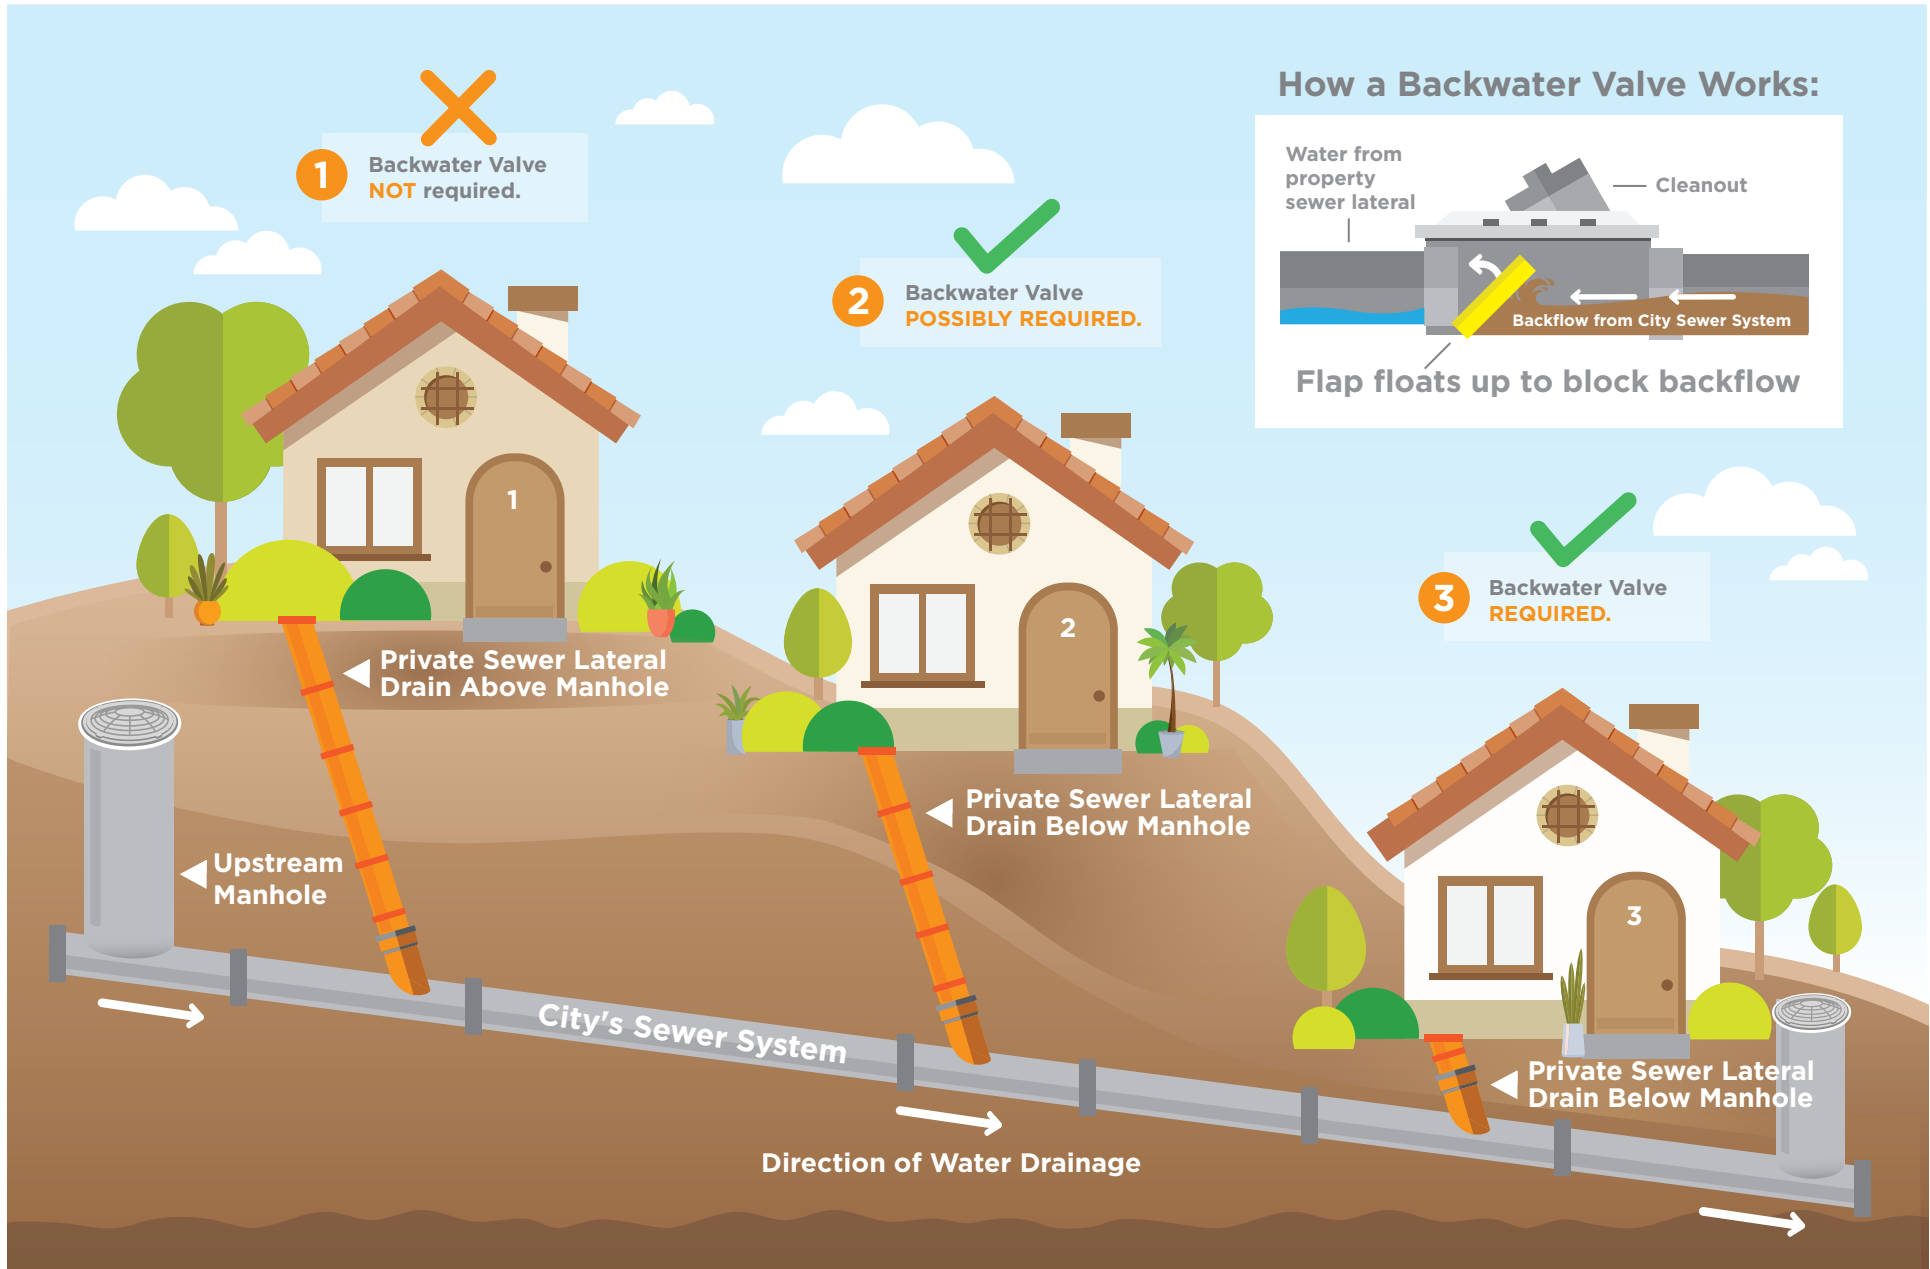 How a Backwater Valve Works:
Water from
property
sewer lateral
Cleanout
Backflow from City Sewer System
Flap floats up to block backflow
1
Backwater Valve
NOT required.
2
Backwater Valve
POSSIBLY REQUIRED.
3
Backwater Valve
REQUIRED.
1
2
3
Private Sewer Lateral
Drain Above Manhole
Private Sewer Lateral
Drain Below Manhole
Upstream
Manhole
City's Sewer System
Private Sewer Lateral
Drain Below Manhole
Direction of Water Drainage